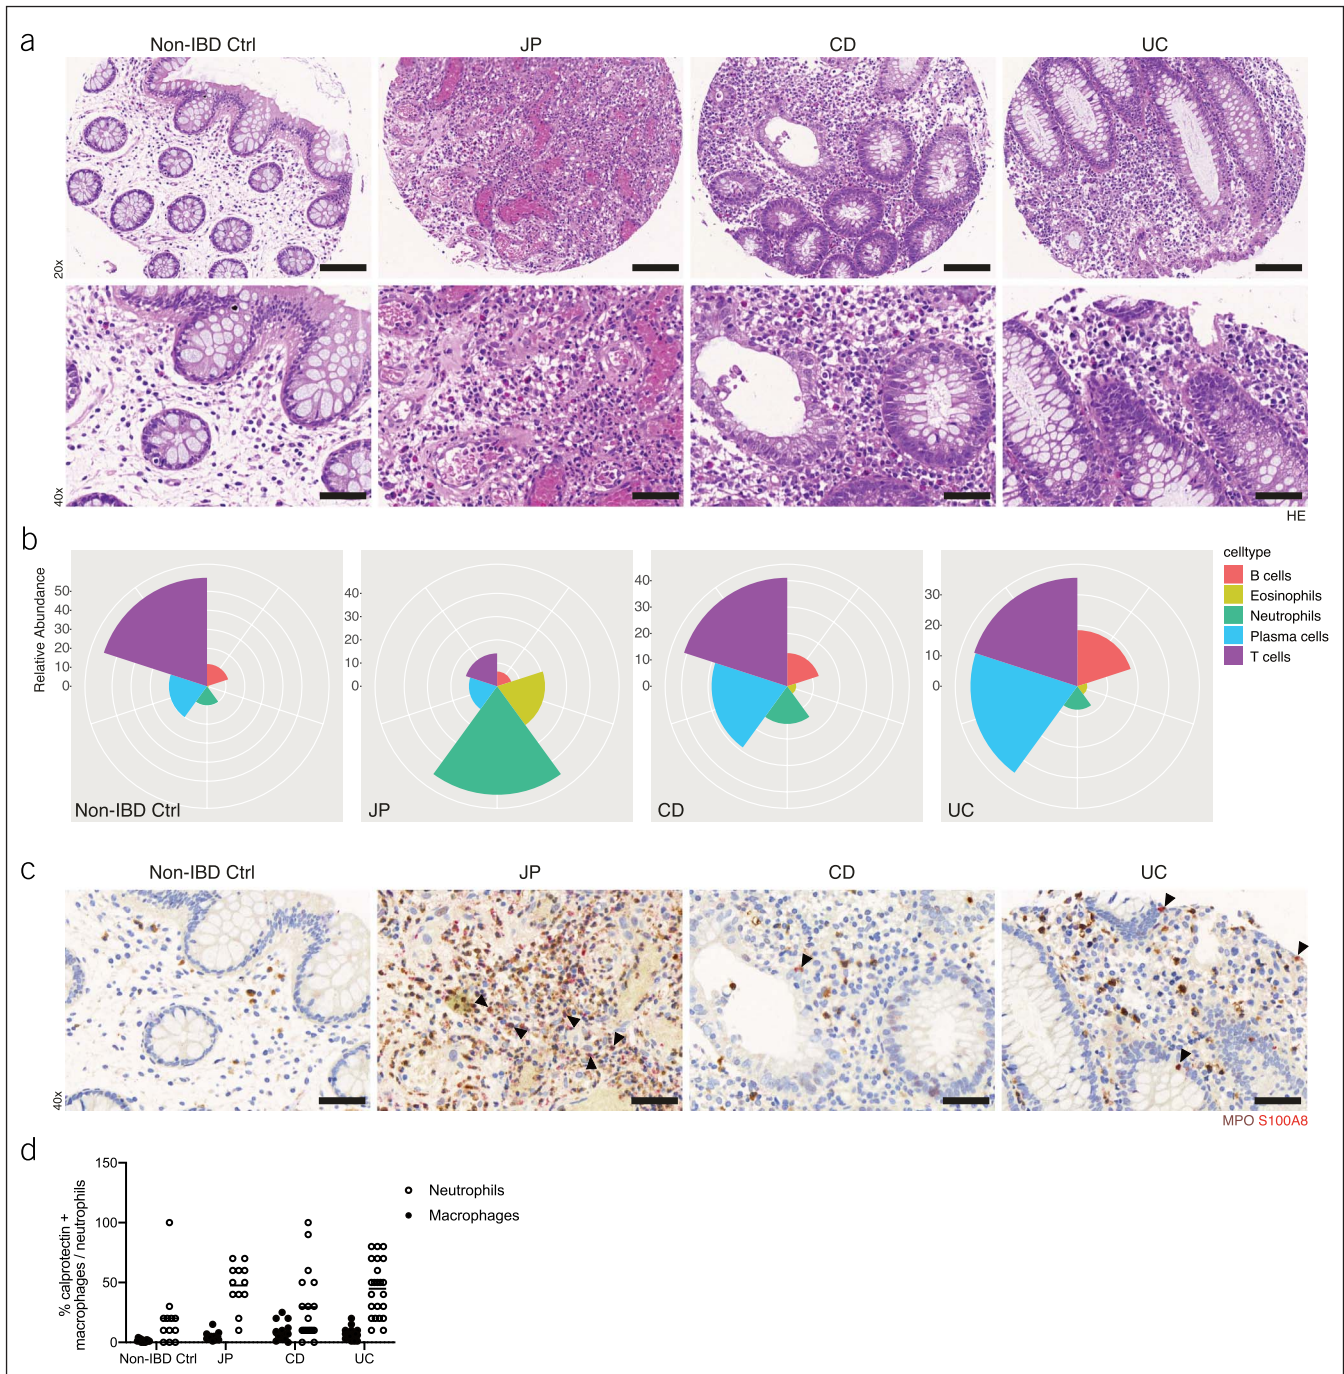 a
Non-IBD Ctrl
JP
CD
UC
20x
40x
HE
b
Relative Abundance
50
40
30
20
10
0
Non-IBD Ctrl
40
30
20
10
0
JP
40
30
20
10
0
CD
30
20
10
0
UC
celltype
B cells
Eosinophils
Neutrophils
Plasma cells
T cells
c
Non-IBD Ctrl
JP
CD
UC
40x
MPO S100A8
d
% calprotectin +
macrophages / neutrophils
150
100
50
0
Non-IBD Ctrl
JP
CD
UC
Neutrophils
Macrophages